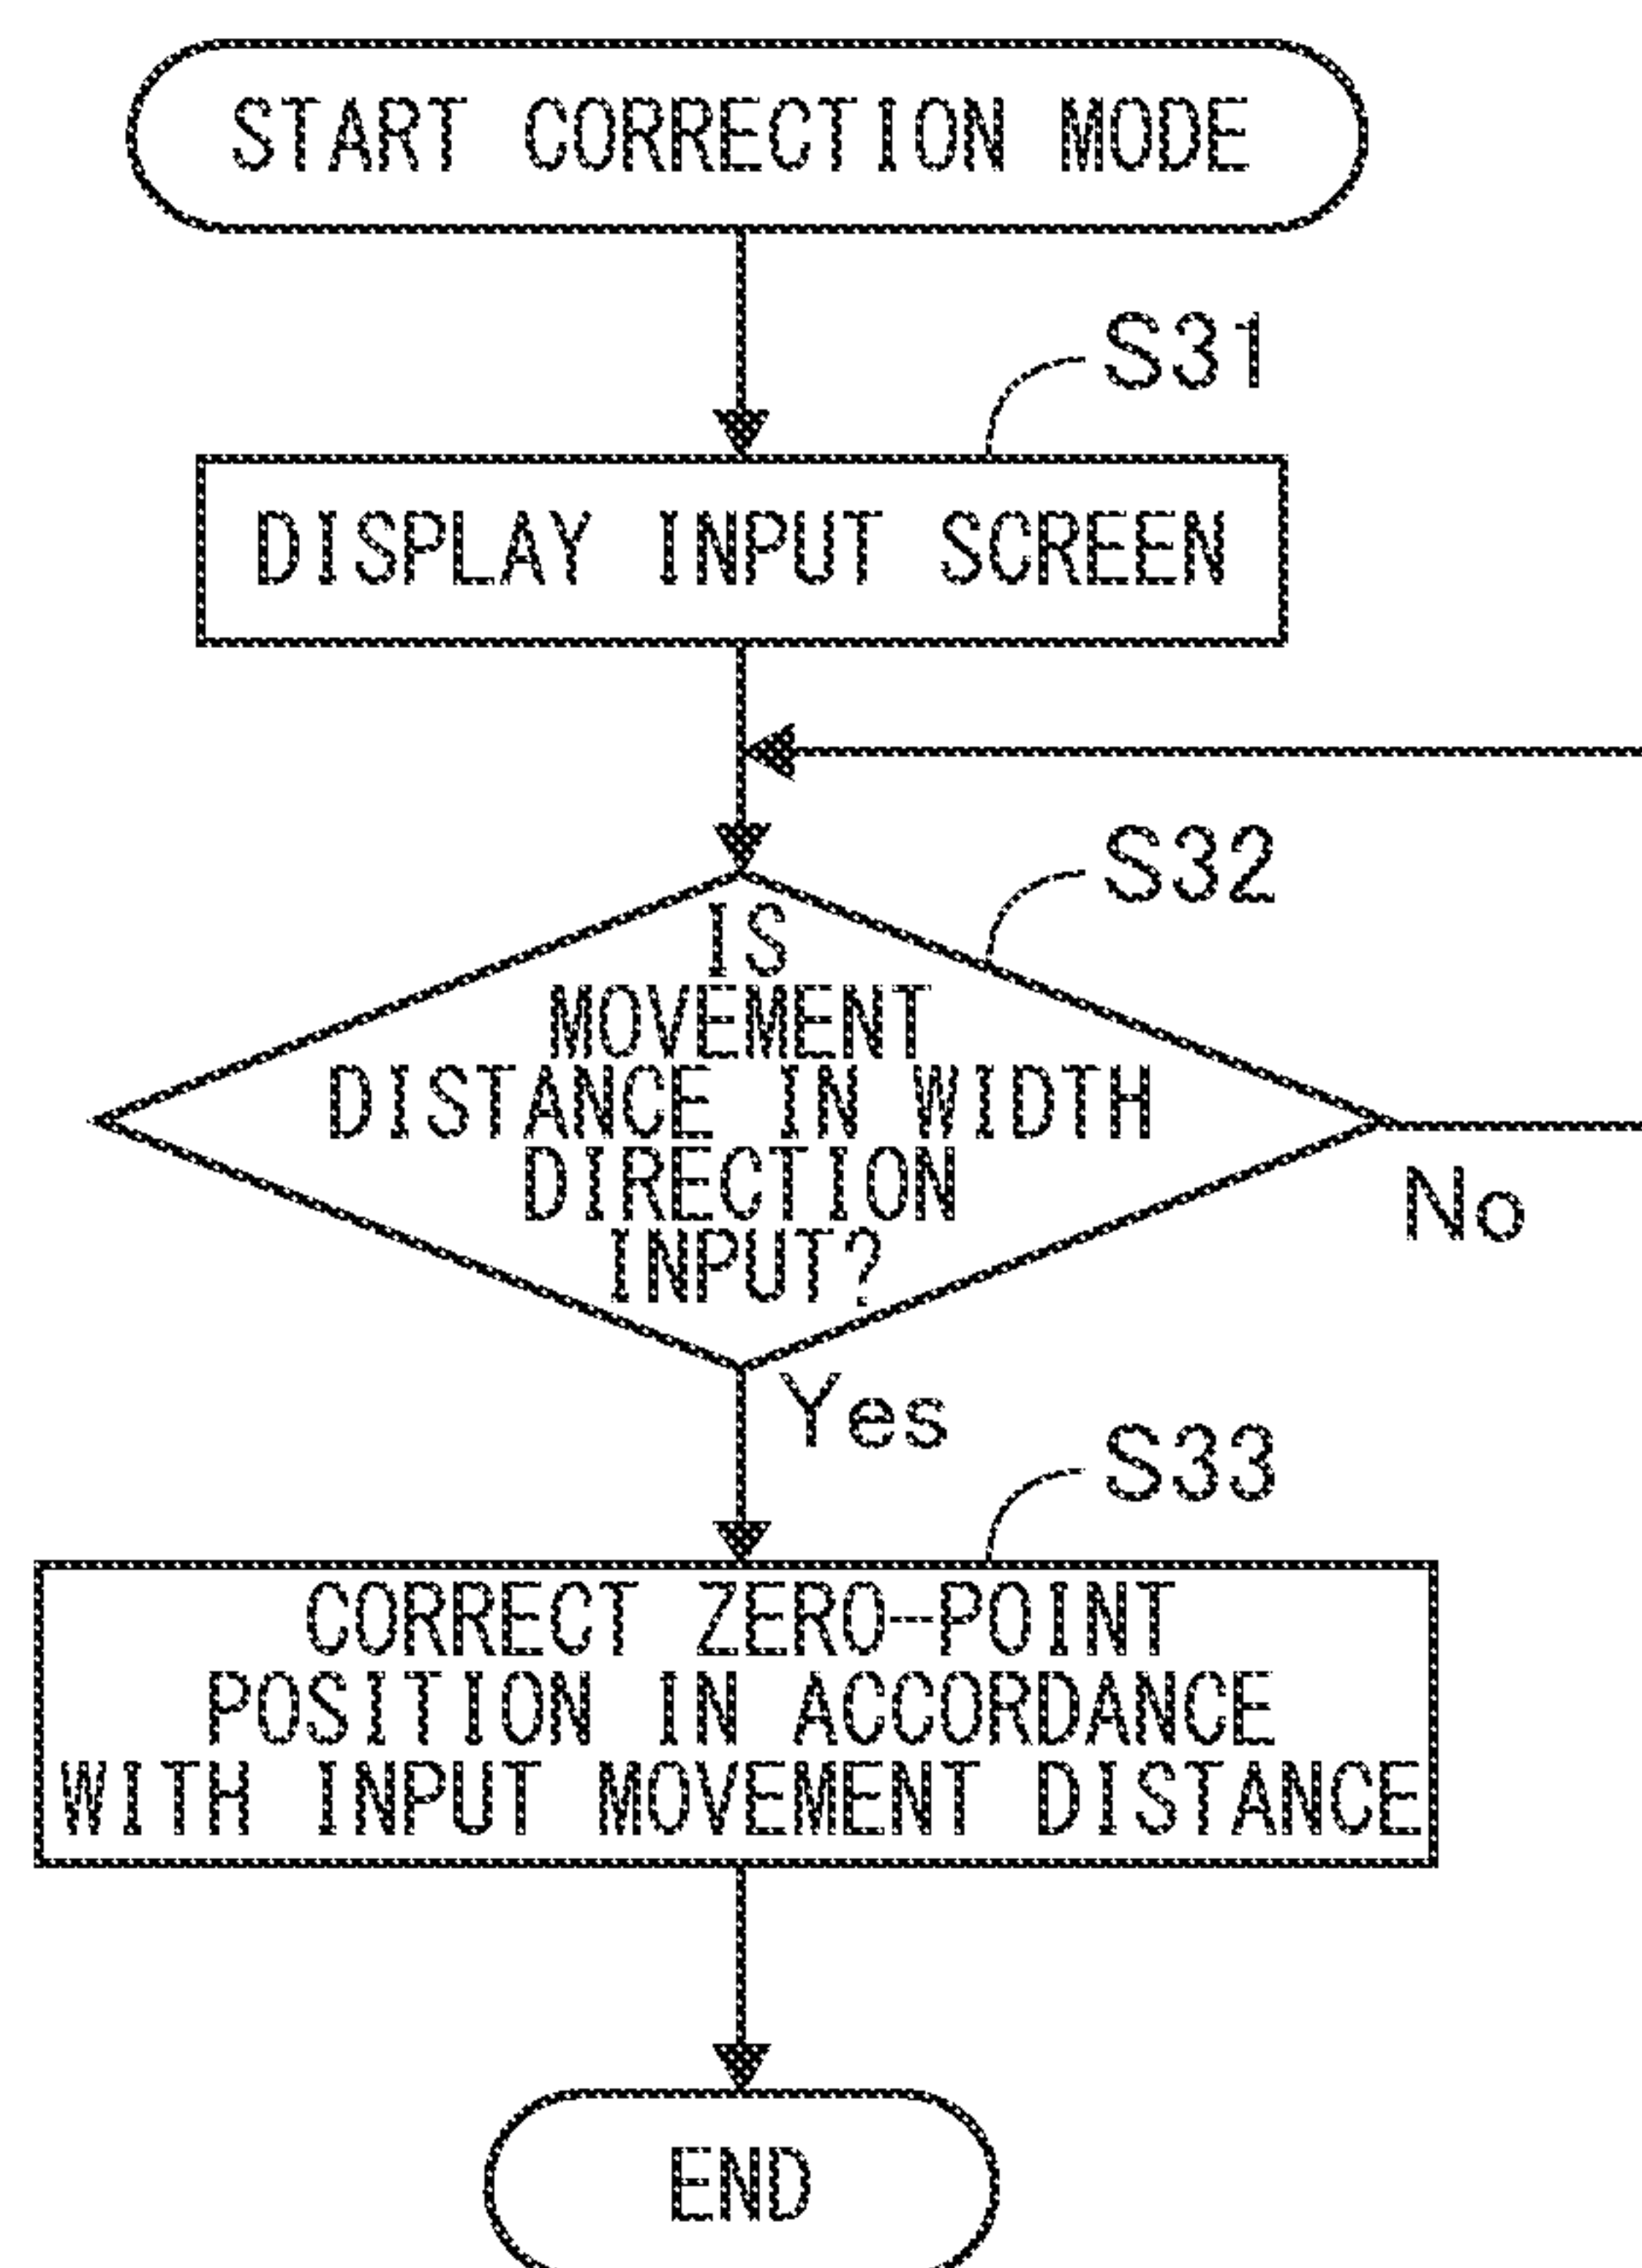 START CORRECTION MODE
S31
DISPLAY INPUT SCREEN
S32
IS
MOVEMENT
DISTANCE IN WIDTH
DIRECTION
INPUT?
No
Yes
S33
CORRECT ZERO-POINT
POSITION IN ACCORDANCE
WITH INPUT MOVEMENT DISTANCE
END